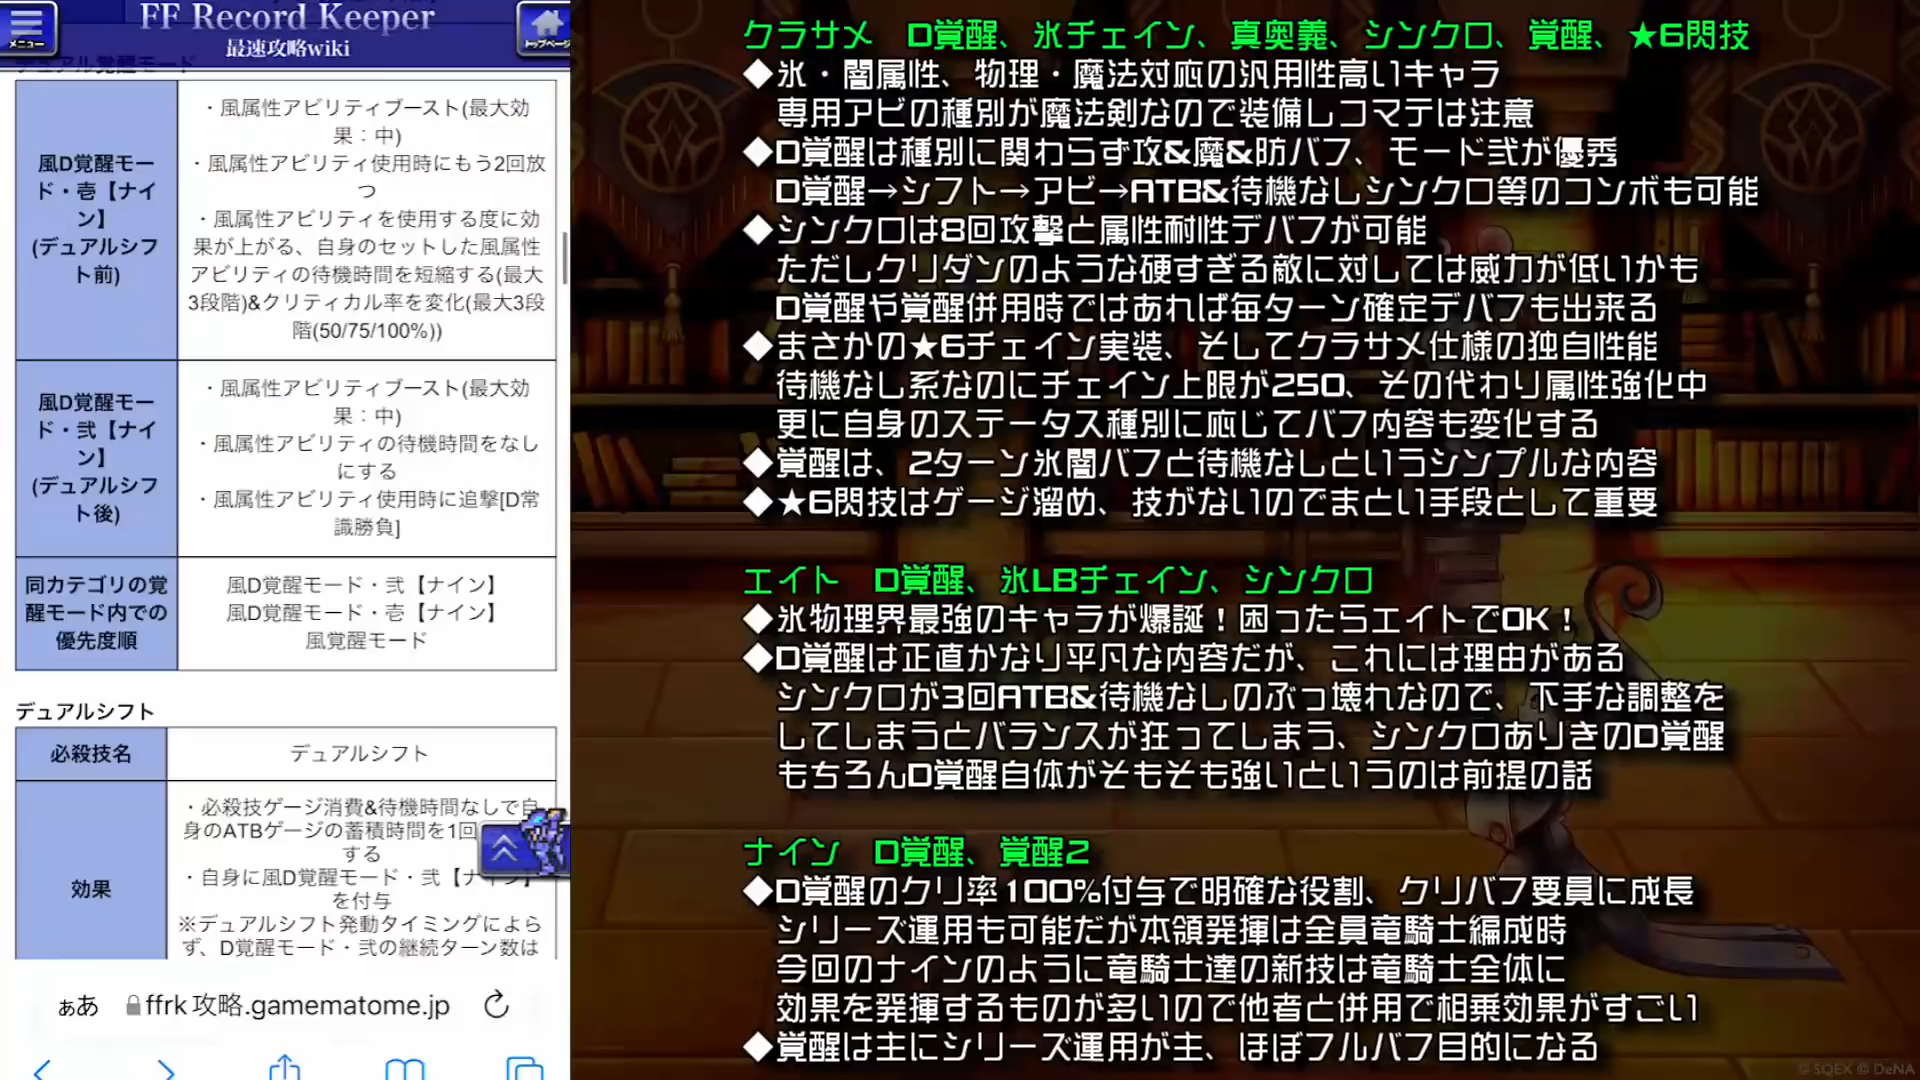 FF Record Keeper
最速攻略wiki
メニュー
トップページ
デュアル覚醒モード
風D覚醒モー
ド・壱【ナイ
ン】
(デュアルシフ
ト前)
・風属性アビリティブースト(最大効
果：中)
・風属性アビリティ使用時にもう2回放
つ
・風属性アビリティを使用する度に効
果が上がる、自身のセットした風属性
アビリティの待機時間を短縮する(最大
3段階)&クリティカル率を変化(最大3段
階(50/75/100%))
風D覚醒モー
ド・弐【ナイ
ン】
(デュアルシフ
ト後)
・風属性アビリティブースト(最大効
果：中)
・風属性アビリティの待機時間をなし
にする
・風属性アビリティ使用時に追撃[D常
識勝負]
同カテゴリの覚
醒モード内での
優先度順
風D覚醒モード・弐【ナイン】
風D覚醒モード・壱【ナイン】
風覚醒モード
デュアルシフト
必殺技名
デュアルシフト
効果
・必殺技ゲージ消費&待機時間なしで自
身のATBゲージの蓄積時間を1回
する
・自身に風D覚醒モード・弐【ナイン】
を付与
※デュアルシフト発動タイミングによら
ず、D覚醒モード・弐の継続ターン数は
ぁあ
ffrk攻略.gamematome.jp
クラサメ　D覚醒、氷チェイン、真奥義、シンクロ、覚醒、★6閃技
◆氷・闇属性、物理・魔法対応の汎用性高いキャラ
専用アビの種別が魔法剣なので装備しコマテは注意
◆D覚醒は種別に関わらず攻&魔&防バフ、モード弐が優秀
D覚醒→シフト→アビ→ATB&待機なしシンクロ等のコンボも可能
◆シンクロは8回攻撃と属性耐性デバフが可能
ただしクリダンのような硬すぎる敵に対しては威力が低いかも
D覚醒や覚醒併用時ではあれば毎ターン確定デバフも出来る
◆まさかの★6チェイン実装、そしてクラサメ仕様の独自性能
待機なし系なのにチェイン上限が250、その代わり属性強化中
更に自身のステータス種別に応じてバフ内容も変化する
◆覚醒は、2ターン氷闇バフと待機なしというシンプルな内容
◆★6閃技はゲージ溜め、技がないのでまとい手段として重要
エイト　D覚醒、氷LBチェイン、シンクロ
◆氷物理界最強のキャラが爆誕！困ったらエイトでOK！
◆D覚醒は正直かなり平凡な内容だが、これには理由がある
シンクロが3回ATB&待機なしのぶっ壊れなので、下手な調整を
してしまうとバランスが狂ってしまう、シンクロありきのD覚醒
もちろんD覚醒自体がそもそも強いというのは前提の話
ナイン　D覚醒、覚醒2
◆D覚醒のクリ率100%付与で明確な役割、クリバフ要員に成長
シリーズ運用も可能だが本領発揮は全員竜騎士編成時
今回のナインのように竜騎士達の新技は竜騎士全体に
効果を発揮するものが多いので他者と併用で相乗効果がすごい
◆覚醒は主にシリーズ運用が主、ほぼフルバフ目的になる
© SQEX © DeNA